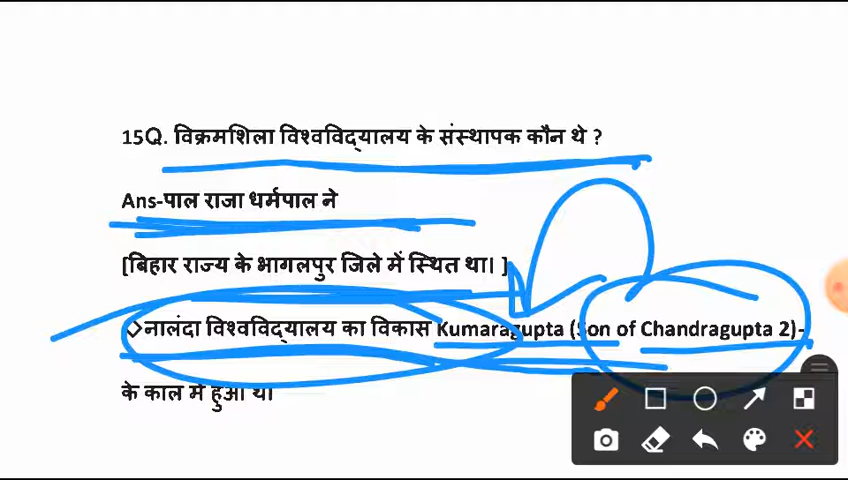 15Q. विक्रमशिला विश्वविद्यालय के संस्थापक कौन थे ?
Ans-पाल राजा धर्मपाल ने
[बिहार राज्य के भागलपुर जिले में स्थित था। ]
◇नालंदा विश्वविद्यालय का विकास Kumaragupta (Son of Chandragupta 2)-
के काल में हुआ था।